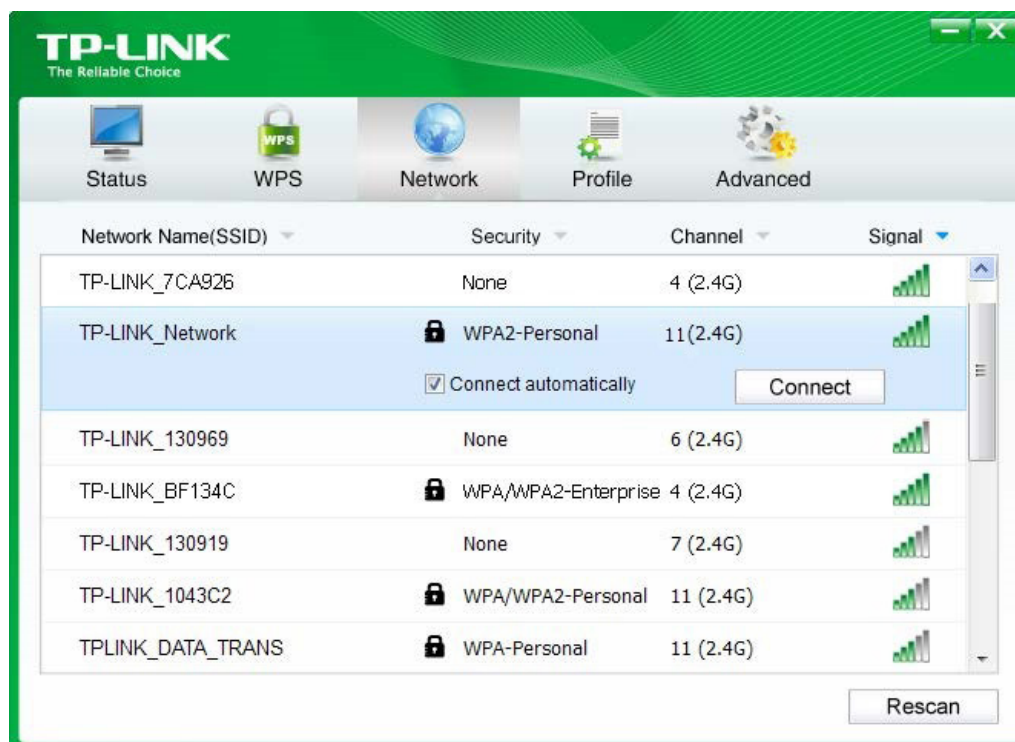 TP-LINK
The Reliable Choice
Status WPS WPS Network Profile Advanced
Network Name(SSID) Security Channel Signal
TP-LINK_7CA926 None 4 (2.4G)
TP-LINK_Network WPA2-Personal 11(2.4G)
Connect automatically Connect
TP-LINK_130969 None 6 (2.4G)
TP-LINK_BF134C WPA/WPA2-Enterprise 4 (2.4G)
TP-LINK_130919 None 7 (2.4G)
TP-LINK_1043C2 WPA/WPA2-Personal 11 (2.4G)
TPLINK_DATA_TRANS WPA-Personal 11 (2.4G)
Rescan